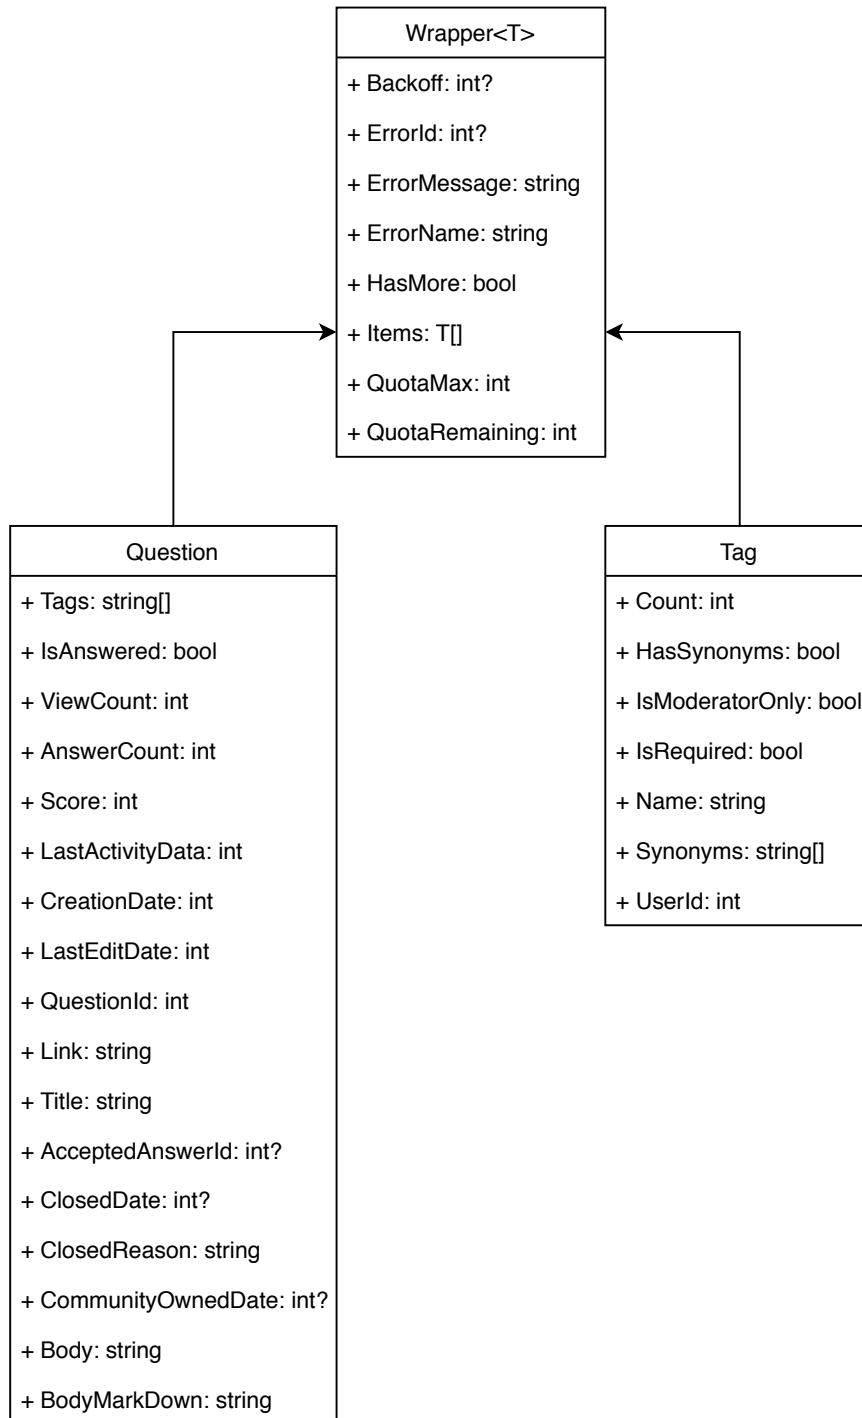 Wrapper<T>
+ Backoff: int?
+ ErrorId: int?
+ ErrorMessage: string
+ ErrorName: string
+ HasMore: bool
+ Items: T[]
+ QuotaMax: int
+ QuotaRemaining: int
Question
+ Tags: string[]
+ IsAnswered: bool
+ ViewCount: int
+ AnswerCount: int
+ Score: int
+ LastActivityData: int
+ CreationDate: int
+ LastEditDate: int
+ QuestionId: int
+ Link: string
+ Title: string
+ AcceptedAnswerId: int?
+ ClosedDate: int?
+ ClosedReason: string
+ CommunityOwnedDate: int?
+ Body: string
+ BodyMarkDown: string
Tag
+ Count: int
+ HasSynonyms: bool
+ IsModeratorOnly: bool
+ IsRequired: bool
+ Name: string
+ Synonyms: string[]
+ UserId: int